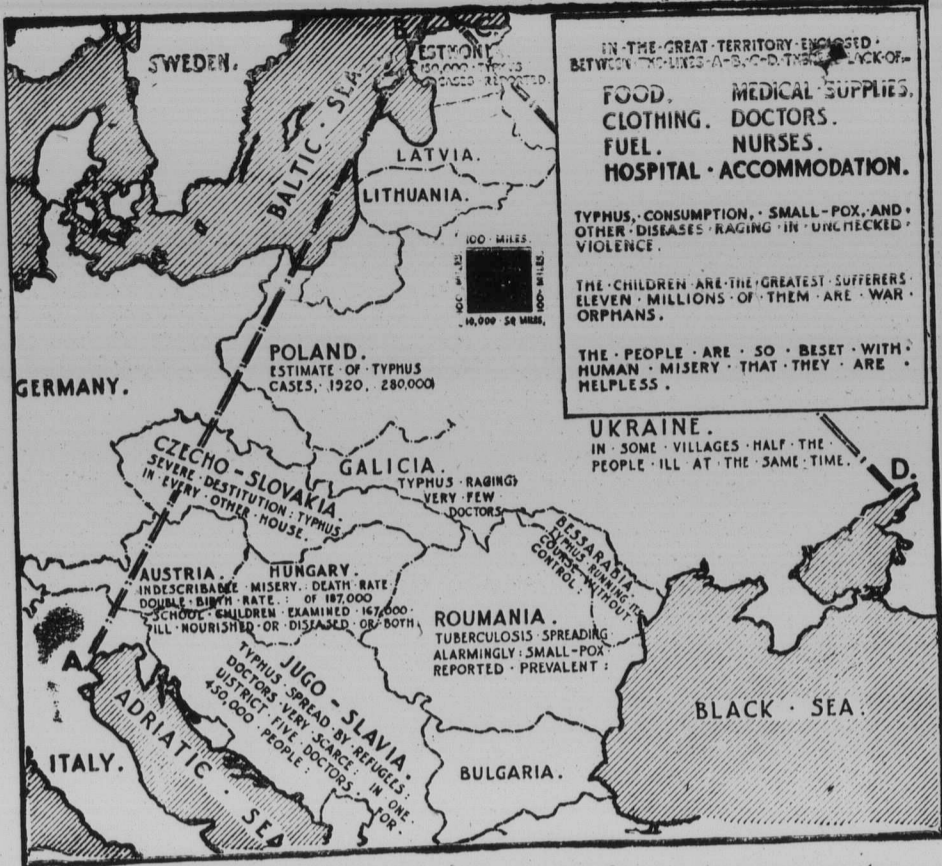 SWEDEN.
BALTIC · SEA
ESTHONIA.
150,000 · TYPHUS
CASES · REPORTED
LATVIA.
LITHUANIA.
100 · MILES.
100 · MILES.
100 · MILES.
10,000 · SQ MILES.
IN · THE · GREAT · TERRITORY · ENCLOSED ·
BETWEEN · THE · LINES · A · B · C · D · LACK · OF:-
FOOD. MEDICAL · SUPPLIES.
CLOTHING. DOCTORS.
FUEL. NURSES.
HOSPITAL · ACCOMMODATION.
TYPHUS, · CONSUMPTION, · SMALL-POX, · AND ·
OTHER · DISEASES · RAGING · IN · UNCHECKED ·
VIOLENCE.
THE · CHILDREN · ARE · THE · GREATEST · SUFFERERS
ELEVEN · MILLIONS · OF · THEM · ARE · WAR ·
ORPHANS.
THE · PEOPLE · ARE · SO · BESET · WITH ·
HUMAN · MISERY · THAT · THEY · ARE ·
HELPLESS.
GERMANY.
POLAND.
ESTIMATE · OF · TYPHUS
CASES, · 1920, 280,000)
UKRAINE.
IN · SOME · VILLAGES · HALF · THE ·
PEOPLE · ILL · AT · THE · SAME · TIME.
D.
CZECHO-SLOVAKIA.
SEVERE · DESTITUTION: TYPHUS
IN · EVERY · OTHER · HOUSE.
GALICIA.
TYPHUS · RAGING:
VERY · FEW
DOCTORS
BESSARABIA.
TYPHUS · RUNNING · ITS
COURSE · WITHOUT
CONTROL:
AUSTRIA.
HUNGARY.
INDESCRIBABLE · MISERY. · DEATH · RATE
DOUBLE · BIRTH · RATE. : OF 187,000
SCHOOL · CHILDREN · EXAMINED · 167,000 ·
ILL · NOURISHED · OR · DISEASED · OR · BOTH.
ROUMANIA.
TUBERCULOSIS · SPREADING
ALARMINGLY: SMALL-POX
REPORTED · PREVALENT:
A.
JUGO-SLAVIA.
TYPHUS · SPREAD · BY · REFUGEES:
DOCTORS · VERY · SCARCE: · IN · ONE ·
DISTRICT · FIVE · DOCTORS · FOR ·
450,000 · PEOPLE:
ITALY.
ADRIATIC · SEA
BULGARIA.
BLACK · SEA.